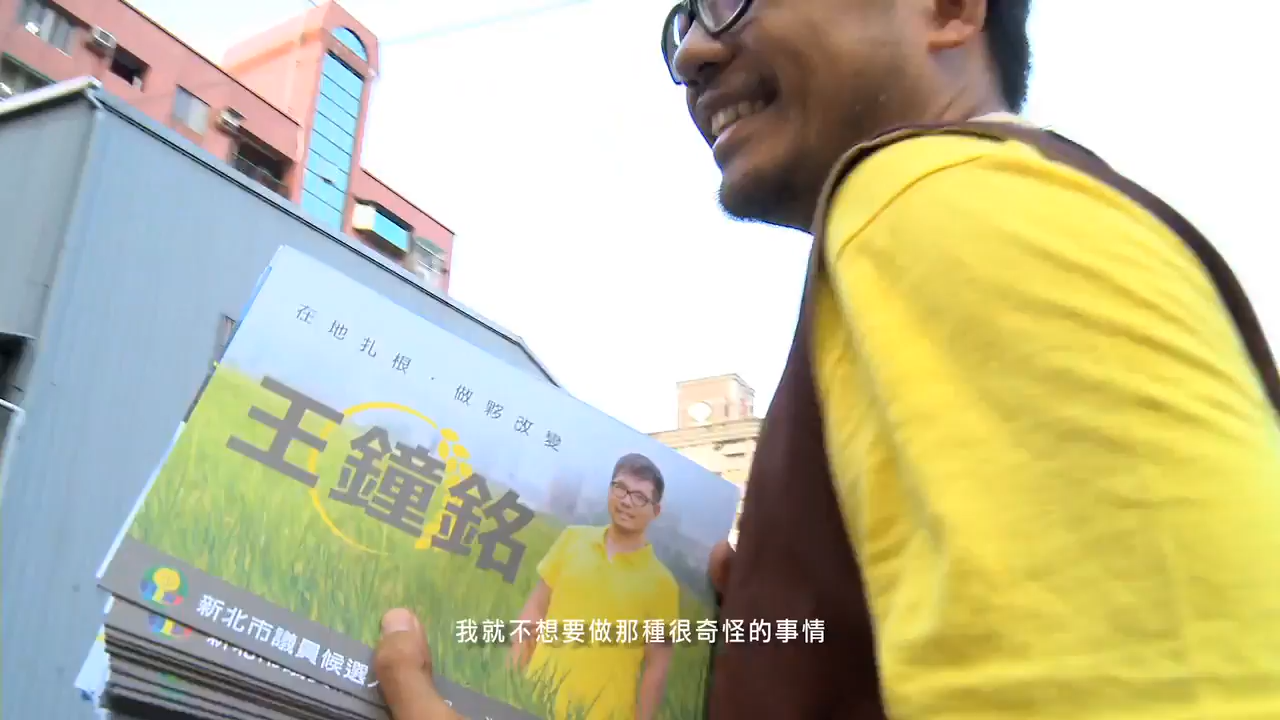 在地扎根．做夥改變
王鐘銘
新北市議員候選人
我就不想要做那種很奇怪的事情